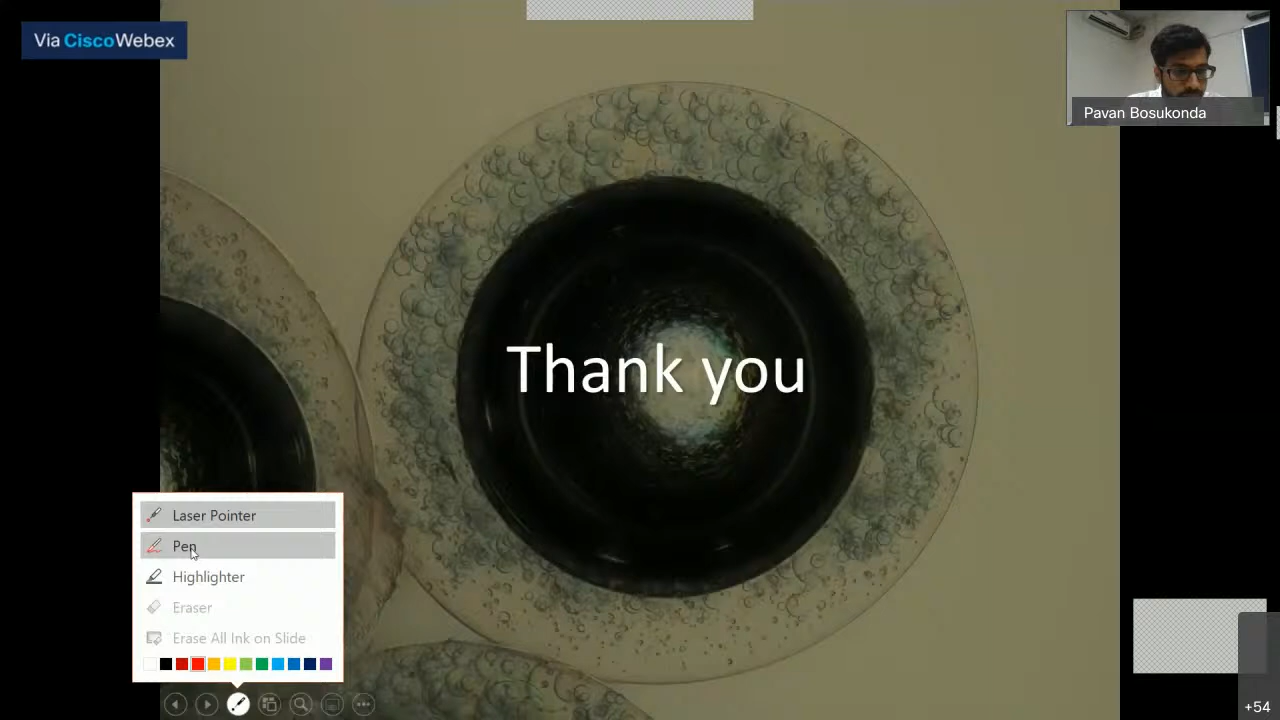 Via CiscoWebex
Pavan Bosukonda
Thank you
Laser Pointer
Pen
Highlighter
Eraser
Erase All Ink on Slide
+54